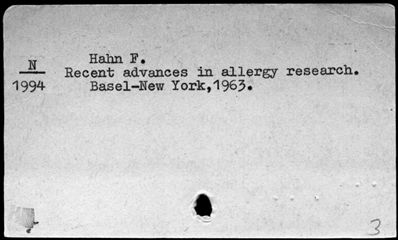 Hahn F.
N
Recent advances in allergy research.
1994
Basel-New York,1963.
3